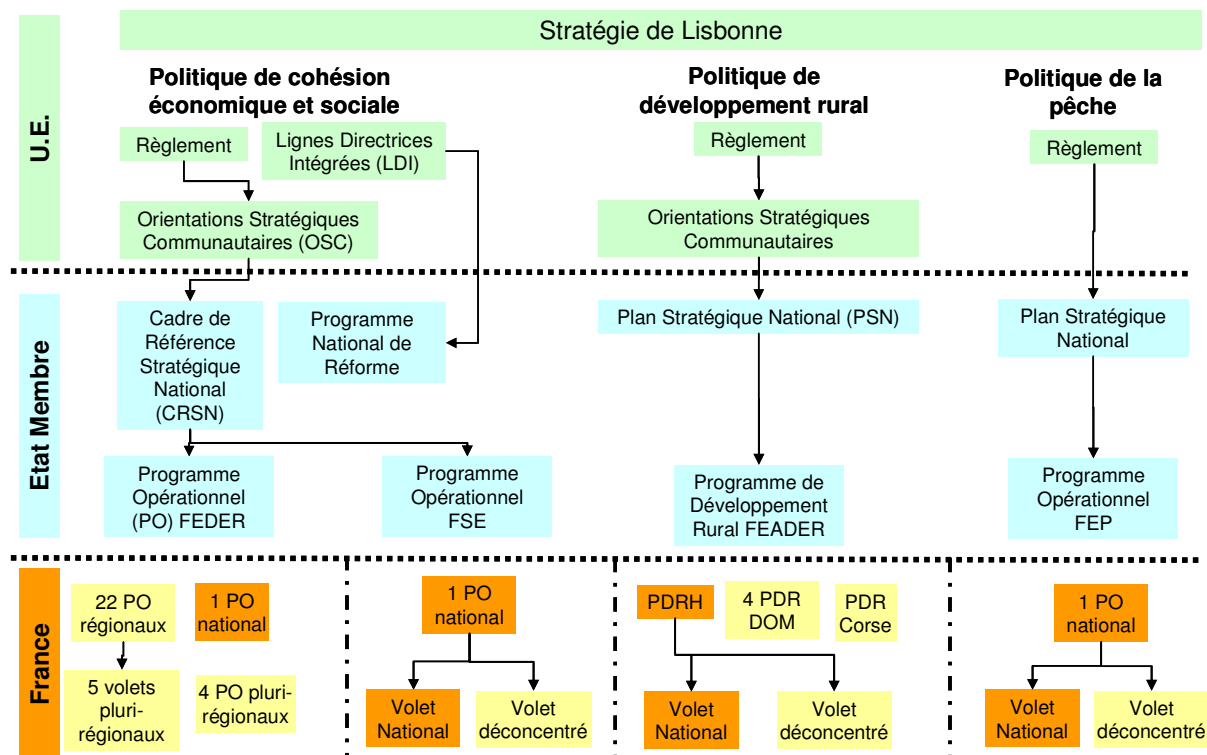 Stratégie de Lisbonne
U.E.
Politique de cohésion
économique et sociale
Politique de
développement rural
Politique de la
pêche
Règlement
Lignes Directrices
Intégrées (LDI)
Règlement
Règlement
Orientations Stratégiques
Communautaires (OSC)
Orientations Stratégiques
Communautaires
Etat Membre
Cadre de
Référence
Stratégique
National
(CRSN)
Programme
National de
Réforme
Plan Stratégique National (PSN)
Plan Stratégique
National
Programme
Opérationnel
(PO) FEDER
Programme
Opérationnel
FSE
Programme de
Développement
Rural FEADER
Programme
Opérationnel
FEP
France
22 PO
régionaux
1 PO
national
5 volets
pluri-
régionaux
4 PO pluri-
régionaux
1 PO
national
Volet
National
Volet
déconcentré
PDRH
4 PDR
DOM
PDR
Corse
Volet
National
Volet
déconcentré
1 PO
national
Volet
National
Volet
déconcentré